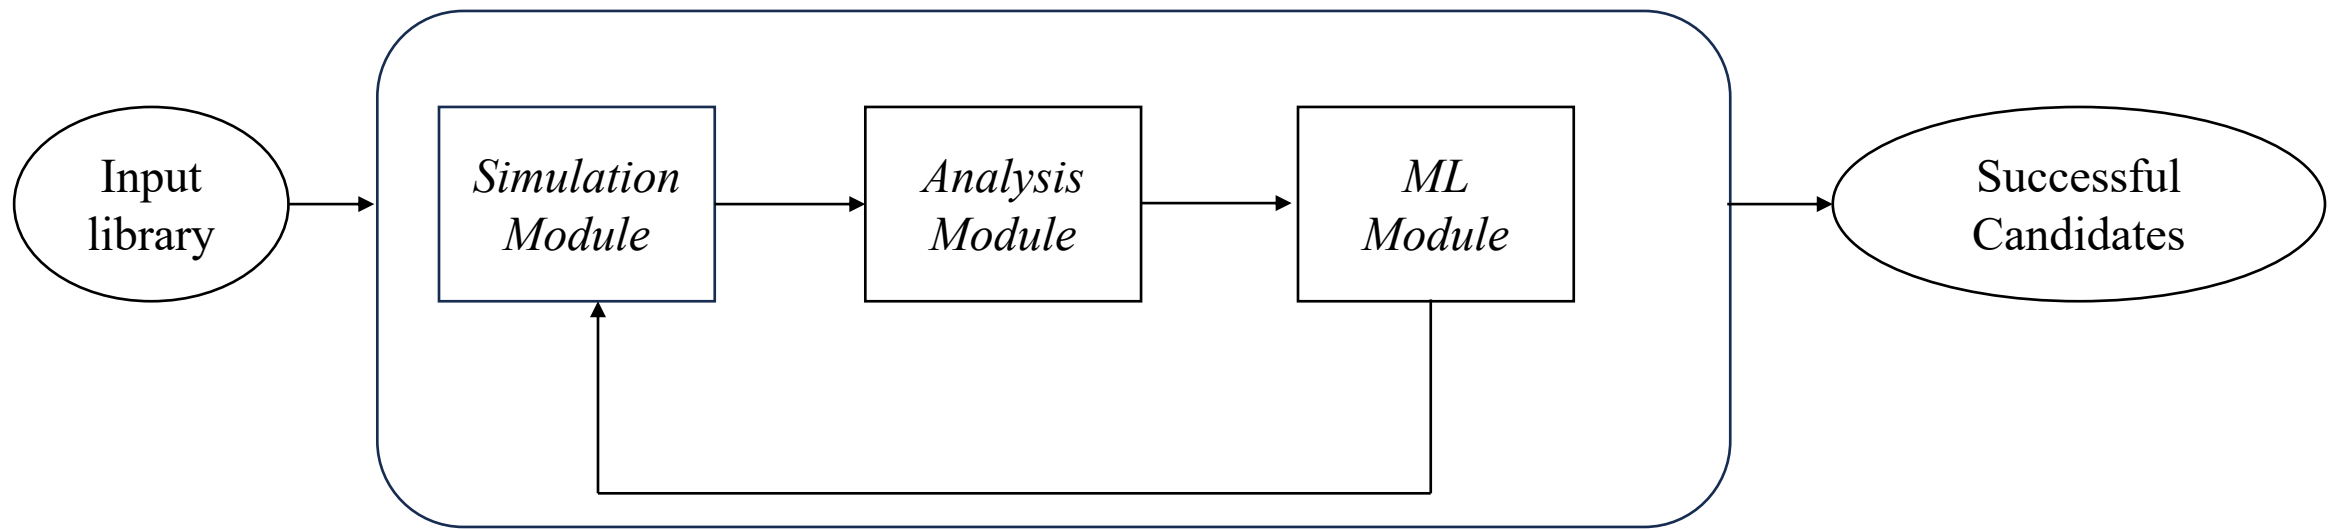 Input
library
Simulation
Module
Analysis
Module
ML
Module
Successful
Candidates